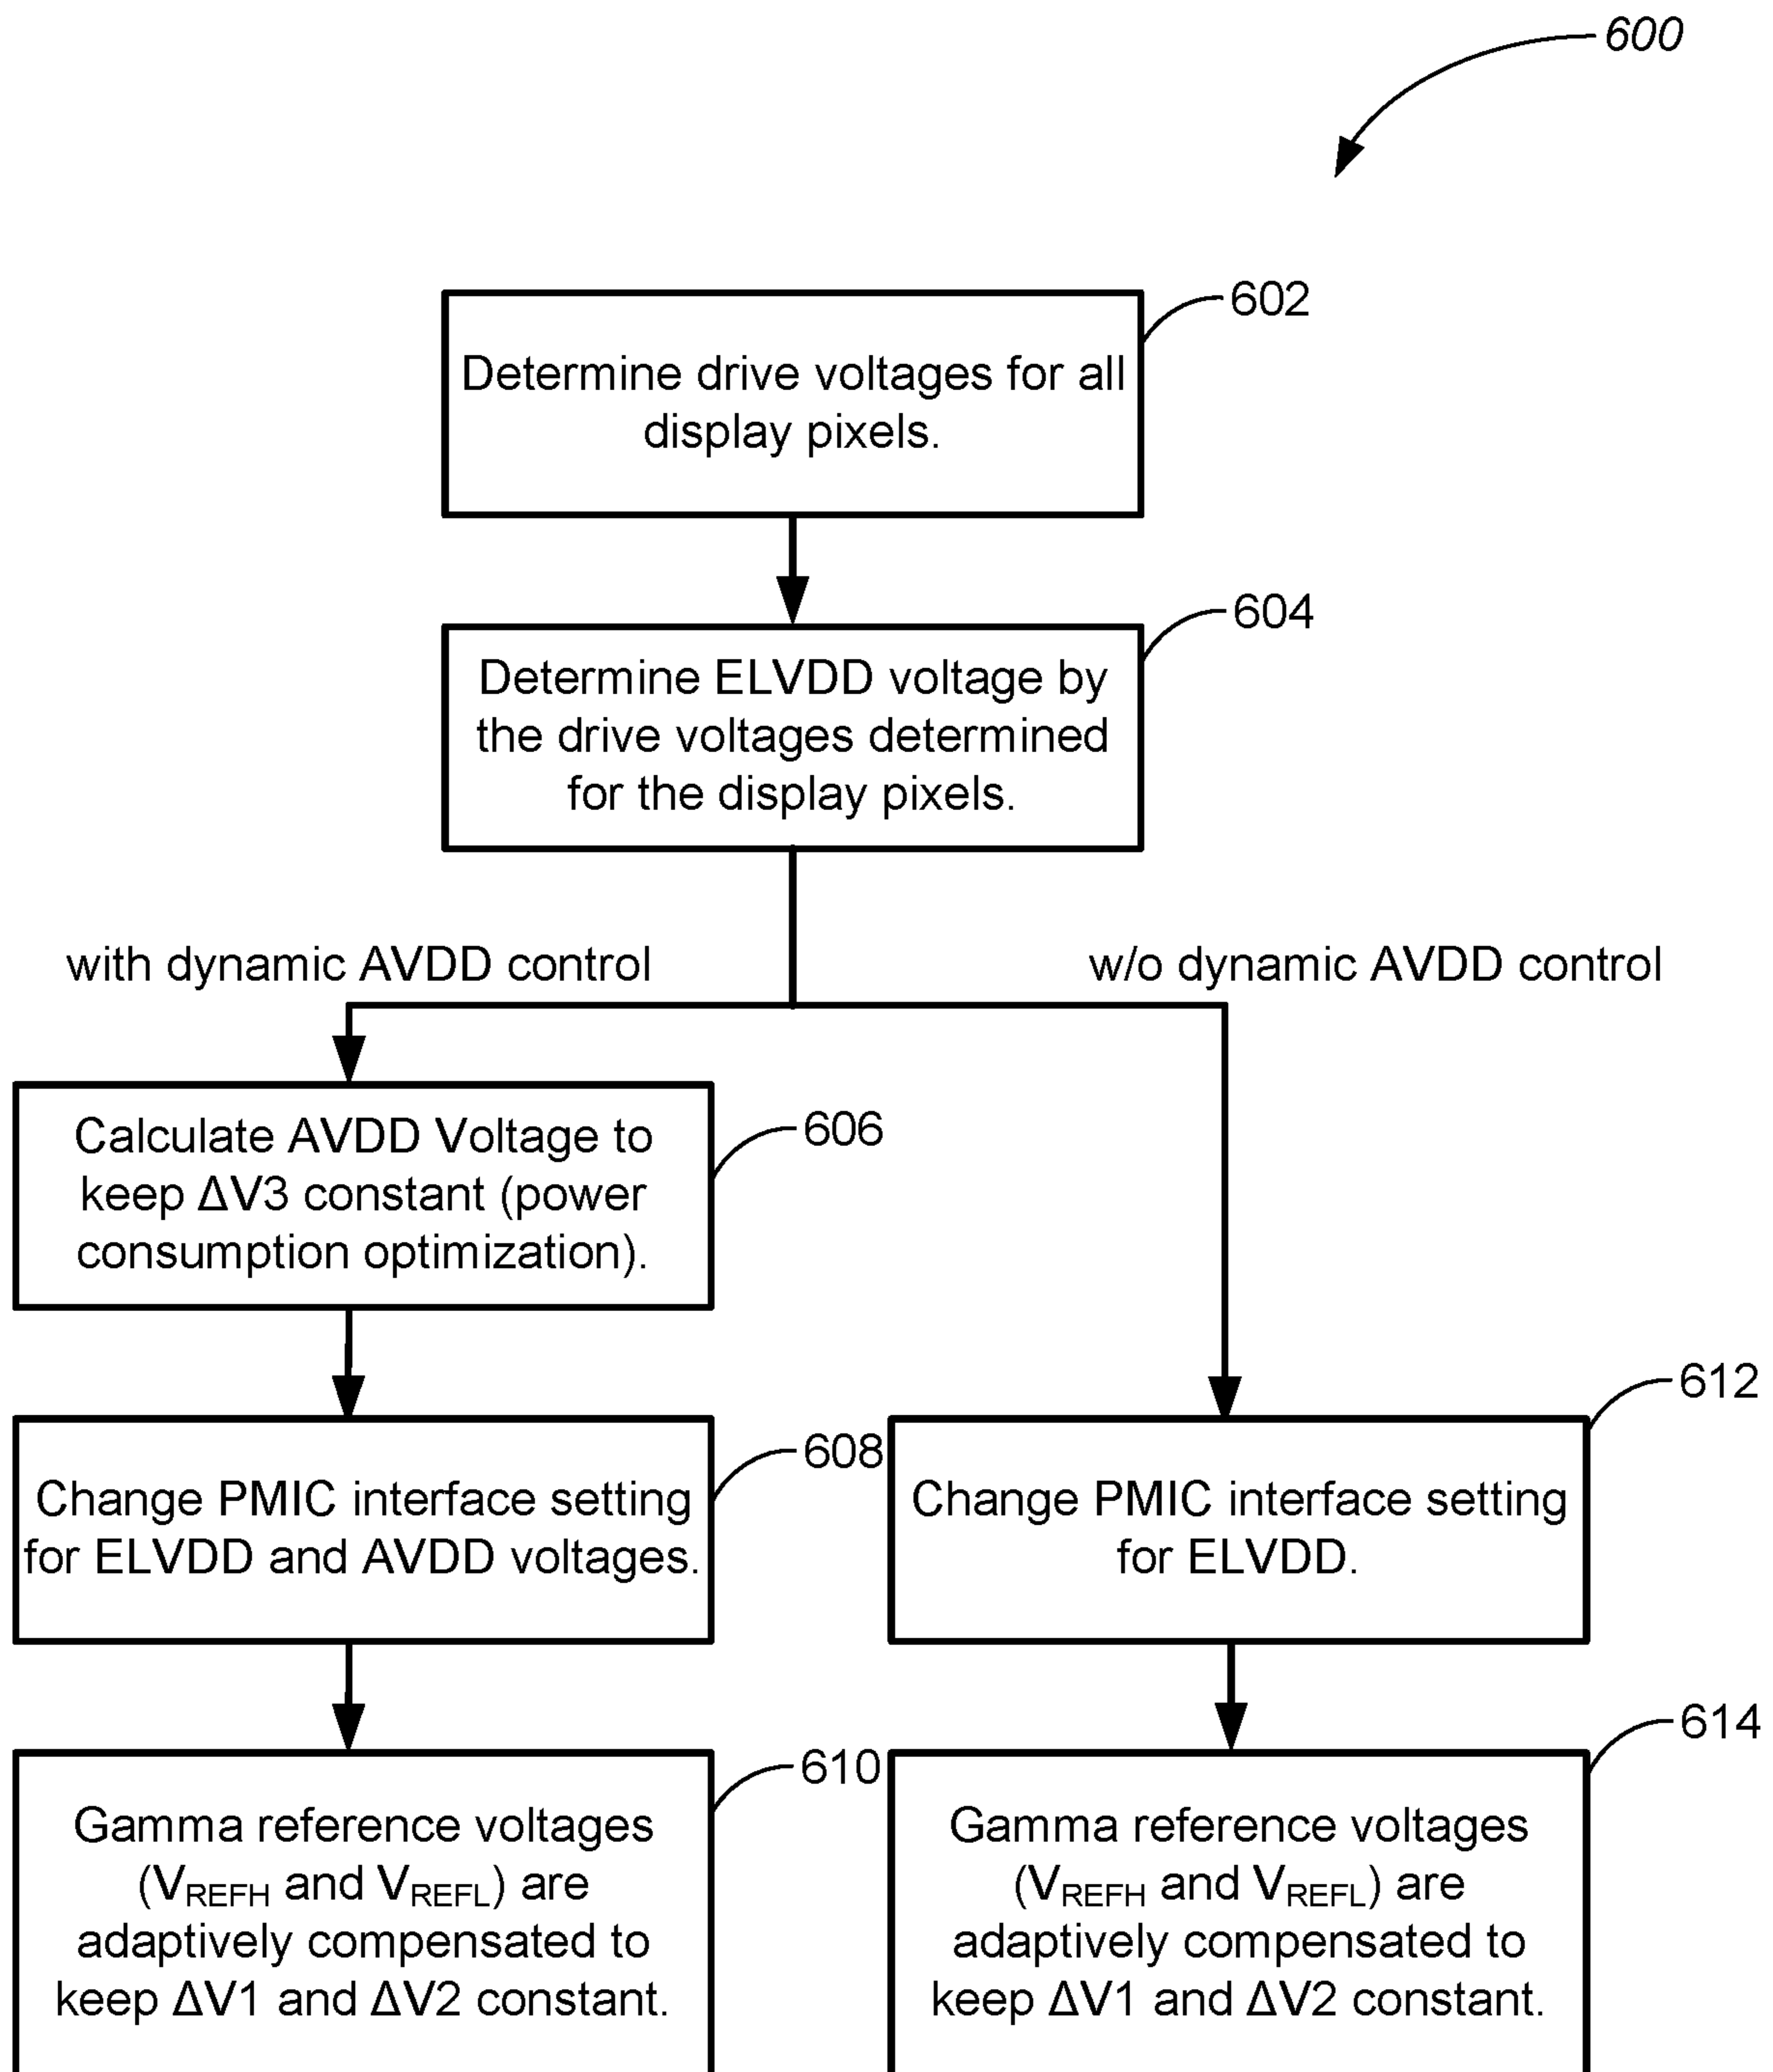 600
602
Determine drive voltages for all
display pixels.
604
Determine ELVDD voltage by
the drive voltages determined
for the display pixels.
with dynamic AVDD control
w/o dynamic AVDD control
606
Calculate AVDD Voltage to
keep ΔV3 constant (power
consumption optimization).
608
Change PMIC interface setting
for ELVDD and AVDD voltages.
612
Change PMIC interface setting
for ELVDD.
610
Gamma reference voltages
(VREFH and VREFL) are
adaptively compensated to
keep ΔV1 and ΔV2 constant.
614
Gamma reference voltages
(VREFH and VREFL) are
adaptively compensated to
keep ΔV1 and ΔV2 constant.